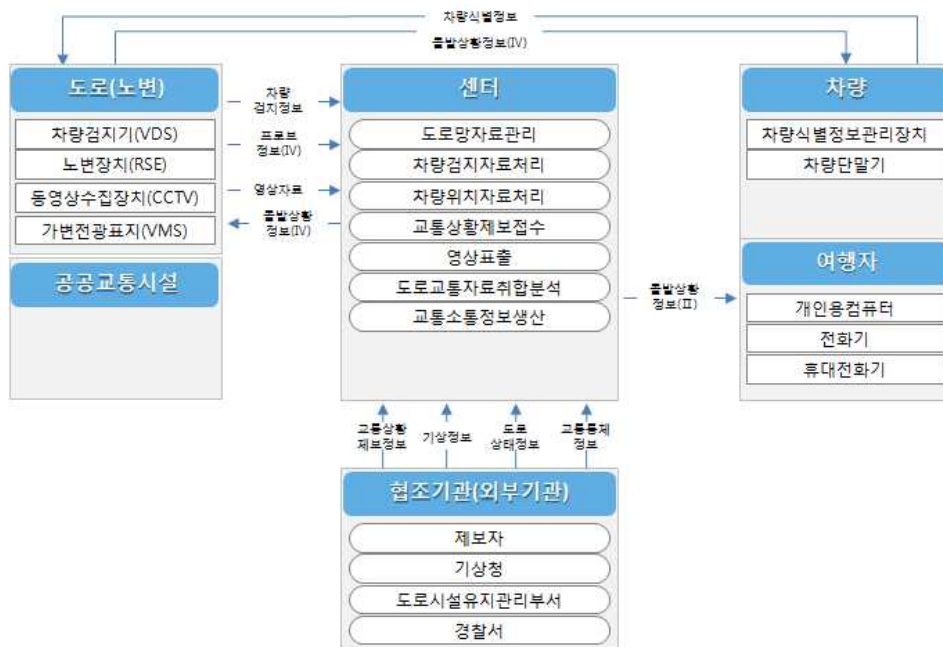 차량식별정보
돌발상황정보(IV)
도로(노변)
차량검지기(VDS)
노변장치(RSE)
동영상수집장치(CCTV)
가변전광표지(VMS)
공공교통시설
차량
검지정보
프로브
정보(IV)
영상자료
돌발상황
정보(IV)
센터
도로망자료관리
차량검지자료처리
차량위치자료처리
교통상황제보접수
영상표출
도로교통자료취합분석
교통소통정보생산
돌발상황
정보(II)
차량
차량식별정보관리장치
차량단말기
여행자
개인용컴퓨터
전화기
휴대전화기
교통상황
제보정보
기상정보
도로
상태정보
교통통제
정보
협조기관(외부기관)
제보자
기상청
도로시설유지관리부서
경찰서